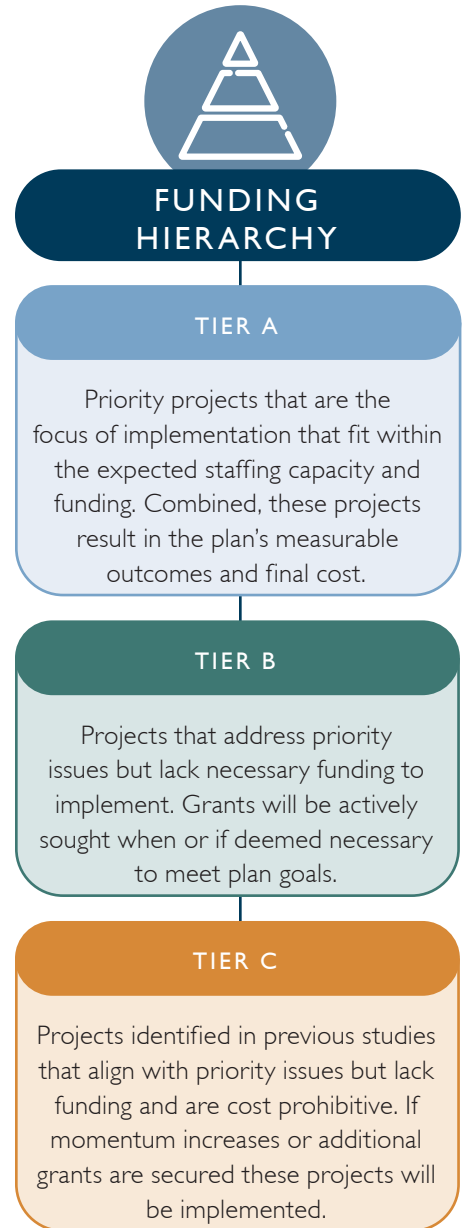 FUNDING
HIERARCHY
TIER A
Priority projects that are the
focus of implementation that fit within
the expected staffing capacity and
funding. Combined, these projects
result in the plan’s measurable
outcomes and final cost.
TIER B
Projects that address priority
issues but lack necessary funding to
implement. Grants will be actively
sought when or if deemed necessary
to meet plan goals.
TIER C
Projects identified in previous studies
that align with priority issues but lack
funding and are cost prohibitive. If
momentum increases or additional
grants are secured these projects will
be implemented.